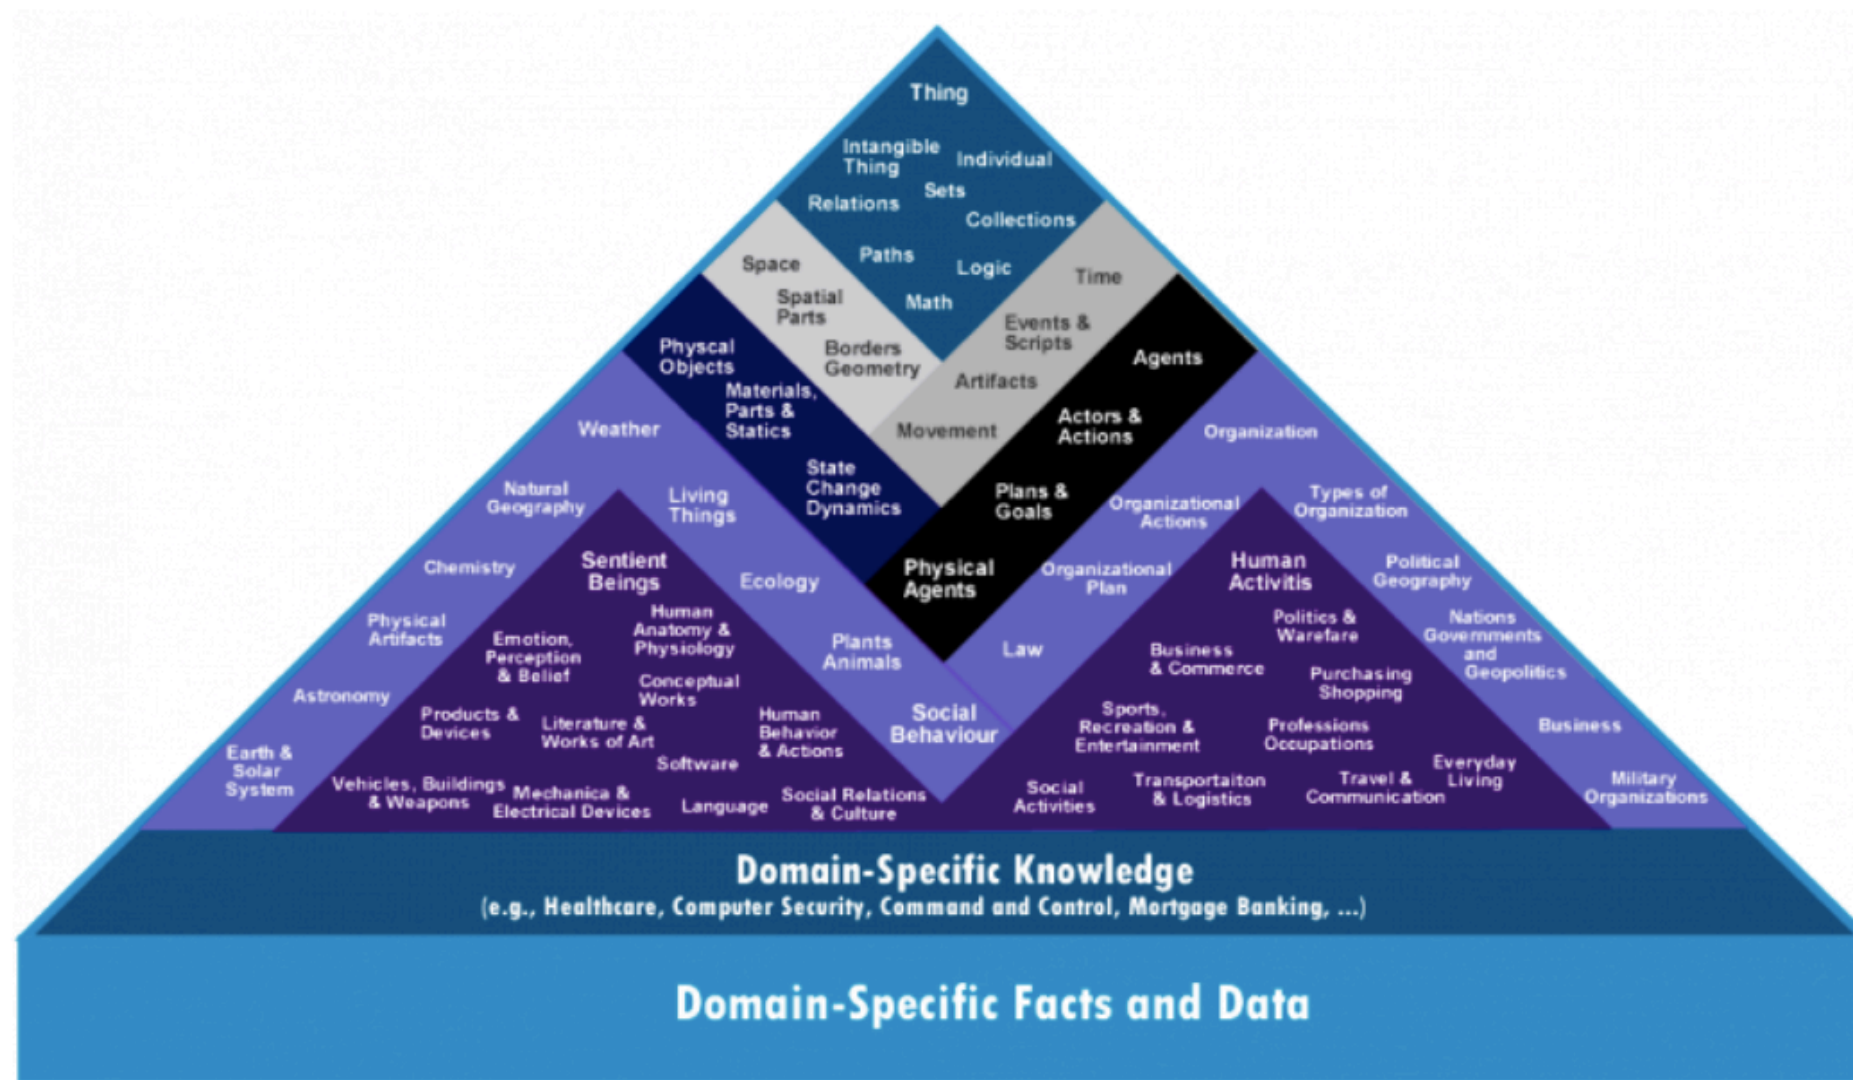 Thing
Intangible
Thing
Individual
Sets
Relations
Collections
Paths
Logic
Math
Space
Spatial
Parts
Borders
Geometry
Time
Events &
Scripts
Artifacts
Movement
Physcal
Objects
Materials,
Parts &
Statics
State
Change
Dynamics
Agents
Actors &
Actions
Plans &
Goals
Physical
Agents
Weather
Natural
Geography
Living
Things
Chemistry
Ecology
Physical
Artifacts
Plants
Animals
Astronomy
Social
Behaviour
Earth &
Solar
System
Organization
Organizational
Actions
Types of
Organization
Organizational
Plan
Political
Geography
Law
Nations
Governments
and
Geopolitics
Business
Military
Organizations
Sentient
Beings
Human
Anatomy &
Physiology
Emotion,
Perception
& Belief
Conceptual
Works
Products &
Devices
Literature &
Works of Art
Human
Behavior
& Actions
Software
Vehicles, Buildings
& Weapons
Mechanica &
Electrical Devices
Language
Social Relations
& Culture
Human
Activitis
Politics &
Warefare
Business
& Commerce
Purchasing
Shopping
Sports,
Recreation &
Entertainment
Professions
Occupations
Everyday
Living
Social
Activities
Transportaiton
& Logistics
Travel &
Communication
Domain-Specific Knowledge
(e.g., Healthcare, Computer Security, Command and Control, Mortgage Banking, ...)
Domain-Specific Facts and Data